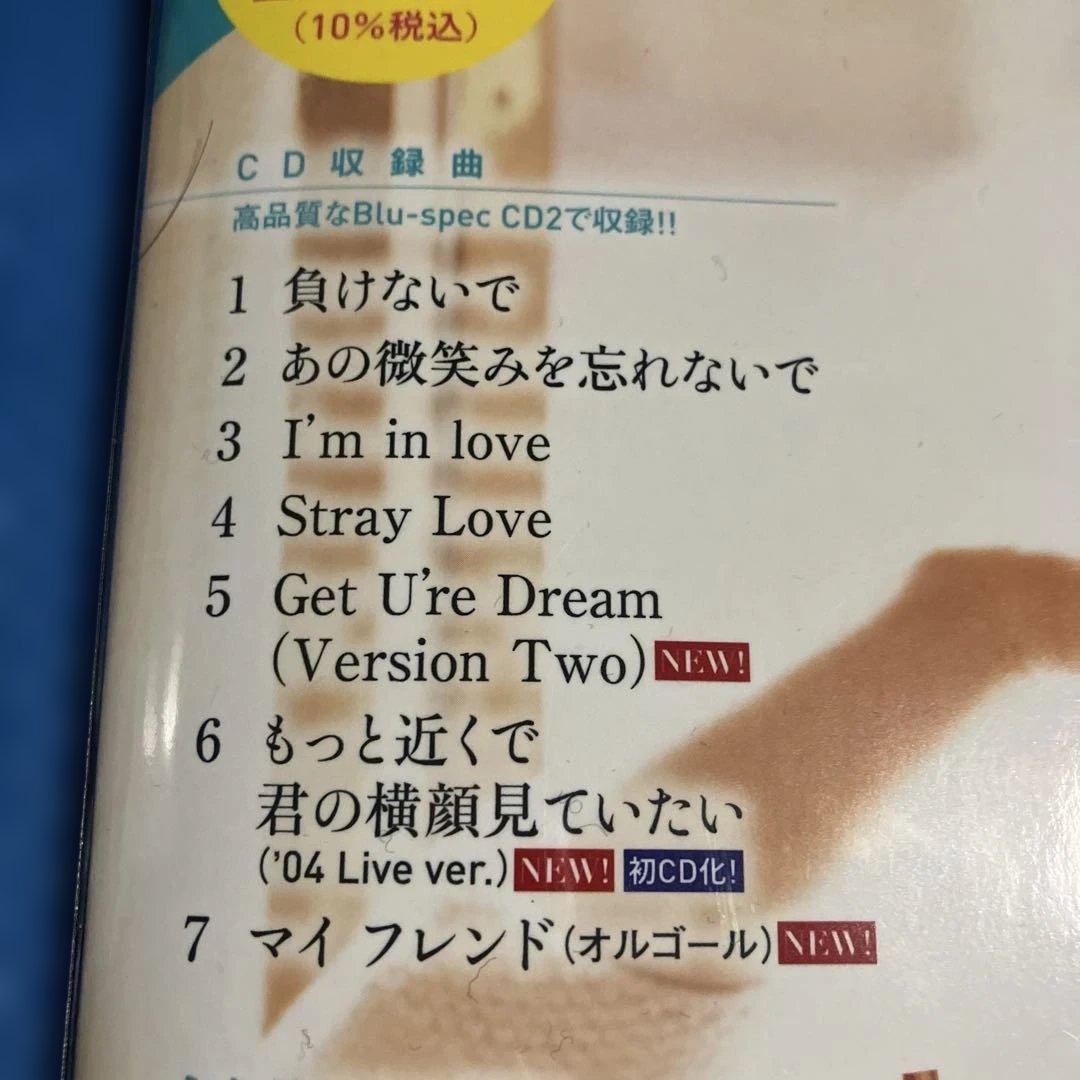 (10%税込)
CD収録曲
高品質なBlu-spec CD2で収録!!
1 負けないで
2 あの微笑みを忘れないで
3 I'm in love
4 Stray Love
5 Get U're Dream
(Version Two) NEW!
6 もっと近くで
君の横顔見ていたい
('04 Live ver.) NEW! 初CD化!
7 マイ フレンド(オルゴール) NEW!